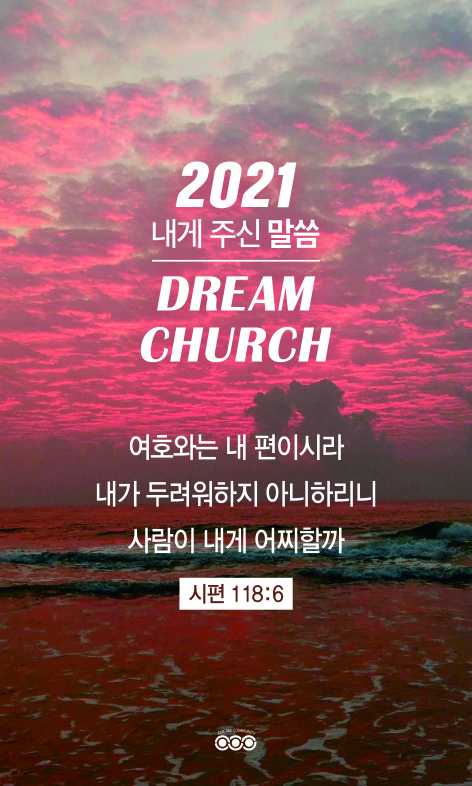 2021
내게 주신 말씀
DREAM
CHURCH
여호와는 내 편이시라
내가 두려워하지 아니하리니
사람이 내게 어찌할까
시편 118:6